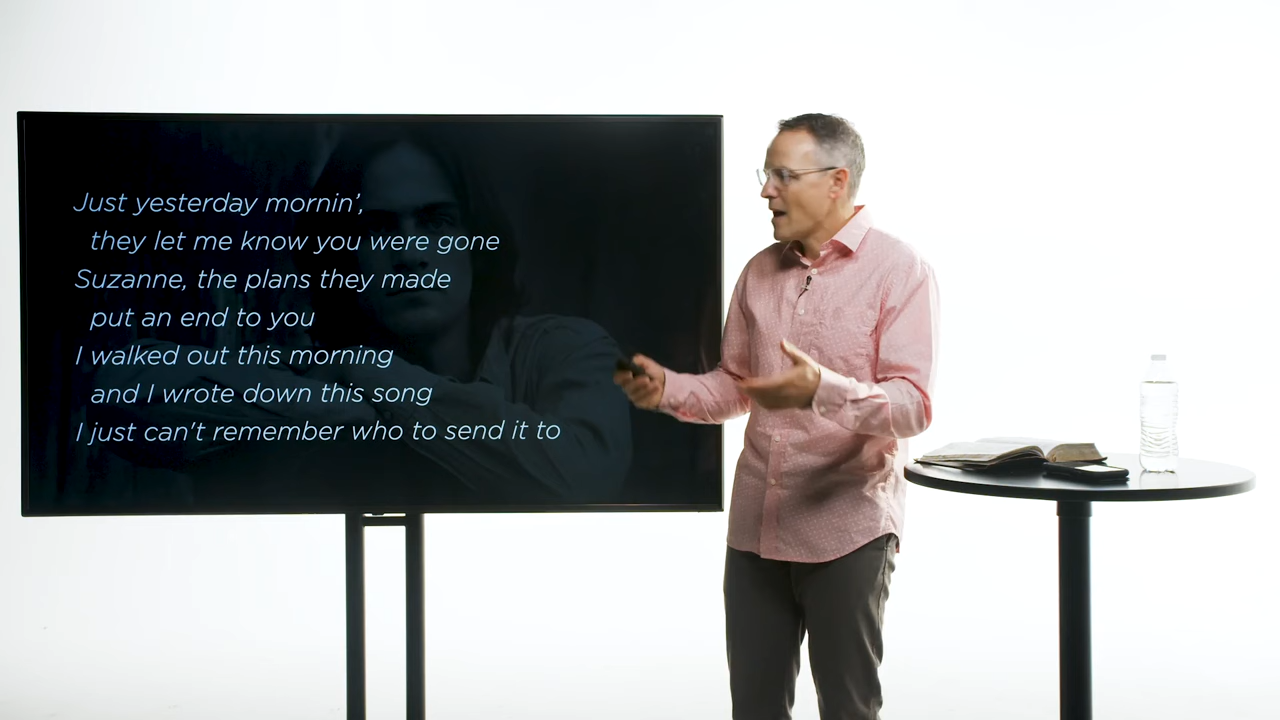 Just yesterday mornin’,
they let me know you were gone
Suzanne, the plans they made
put an end to you
I walked out this morning
and I wrote down this song
I just can't remember who to send it to